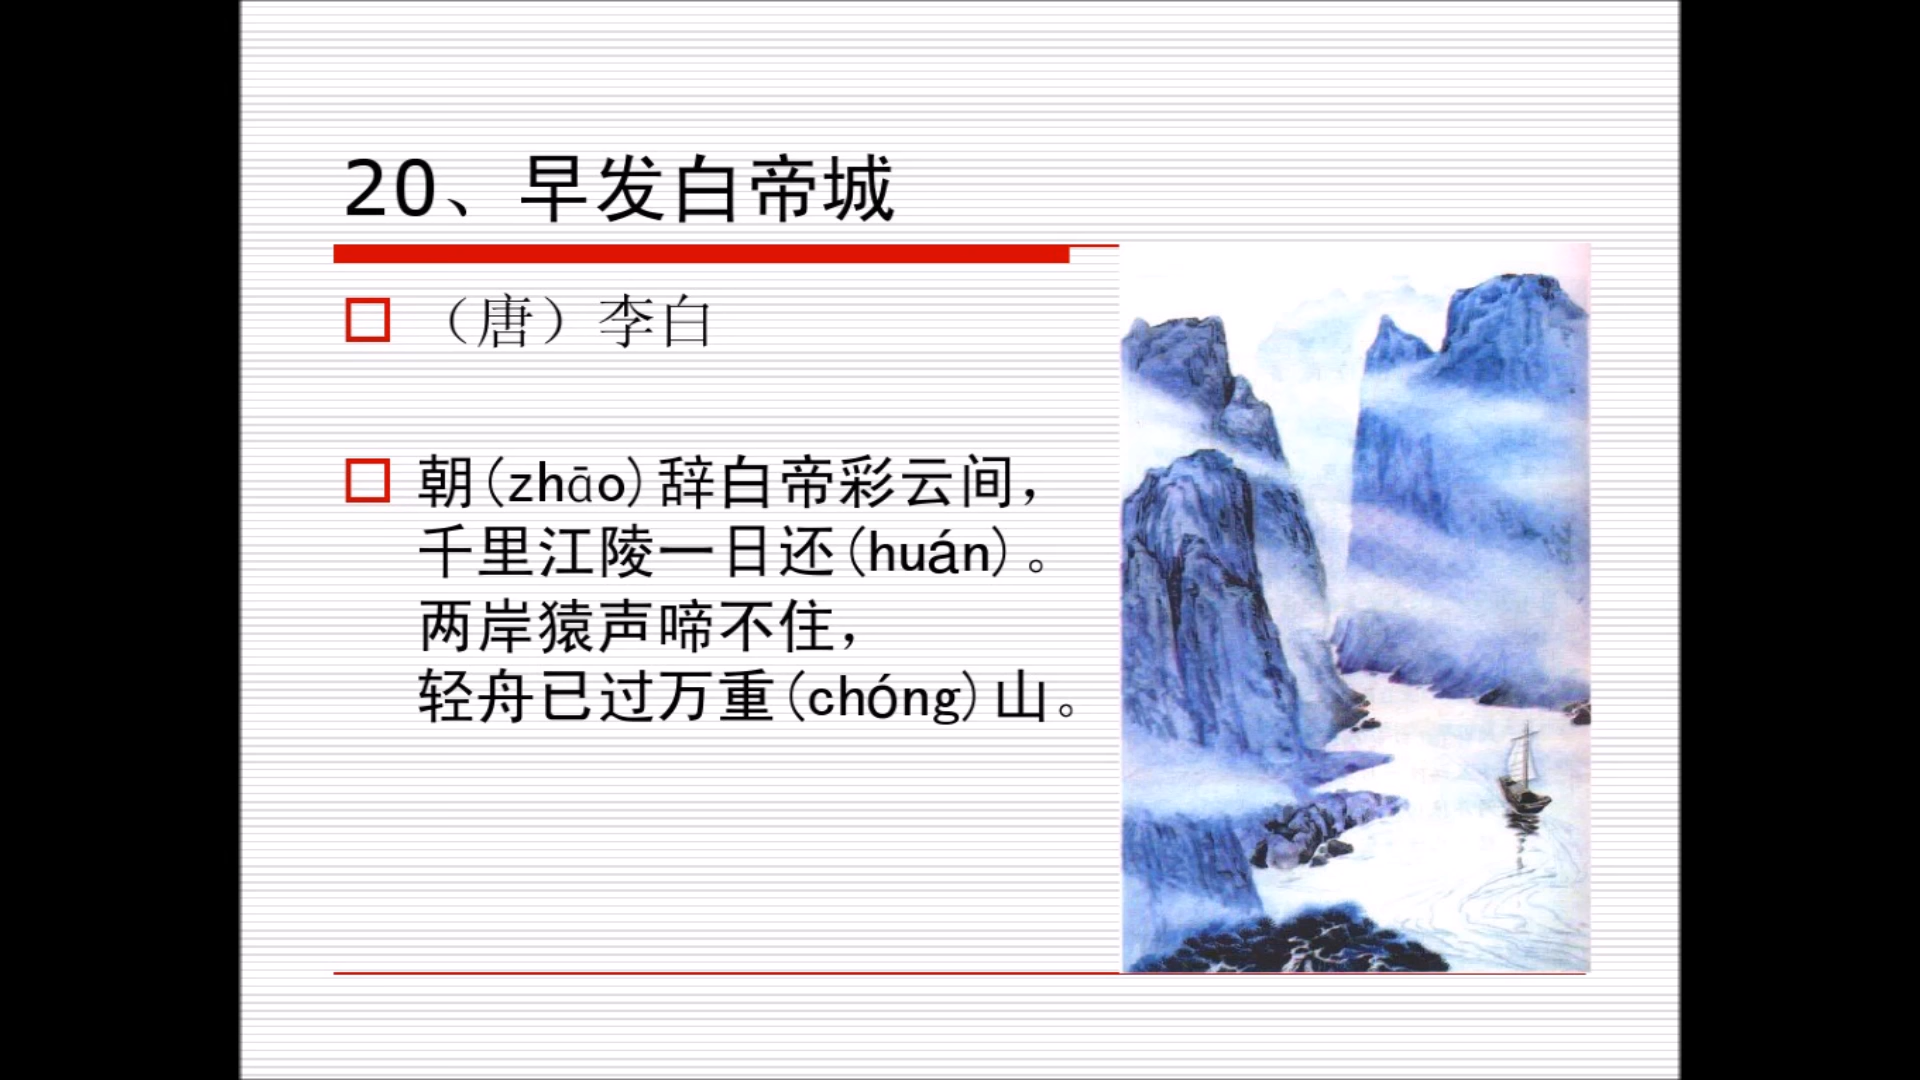 20、早发白帝城
（唐）李白
朝(zhāo)辞白帝彩云间，
千里江陵一日还(huán)。
两岸猿声啼不住，
轻舟已过万重(chóng)山。